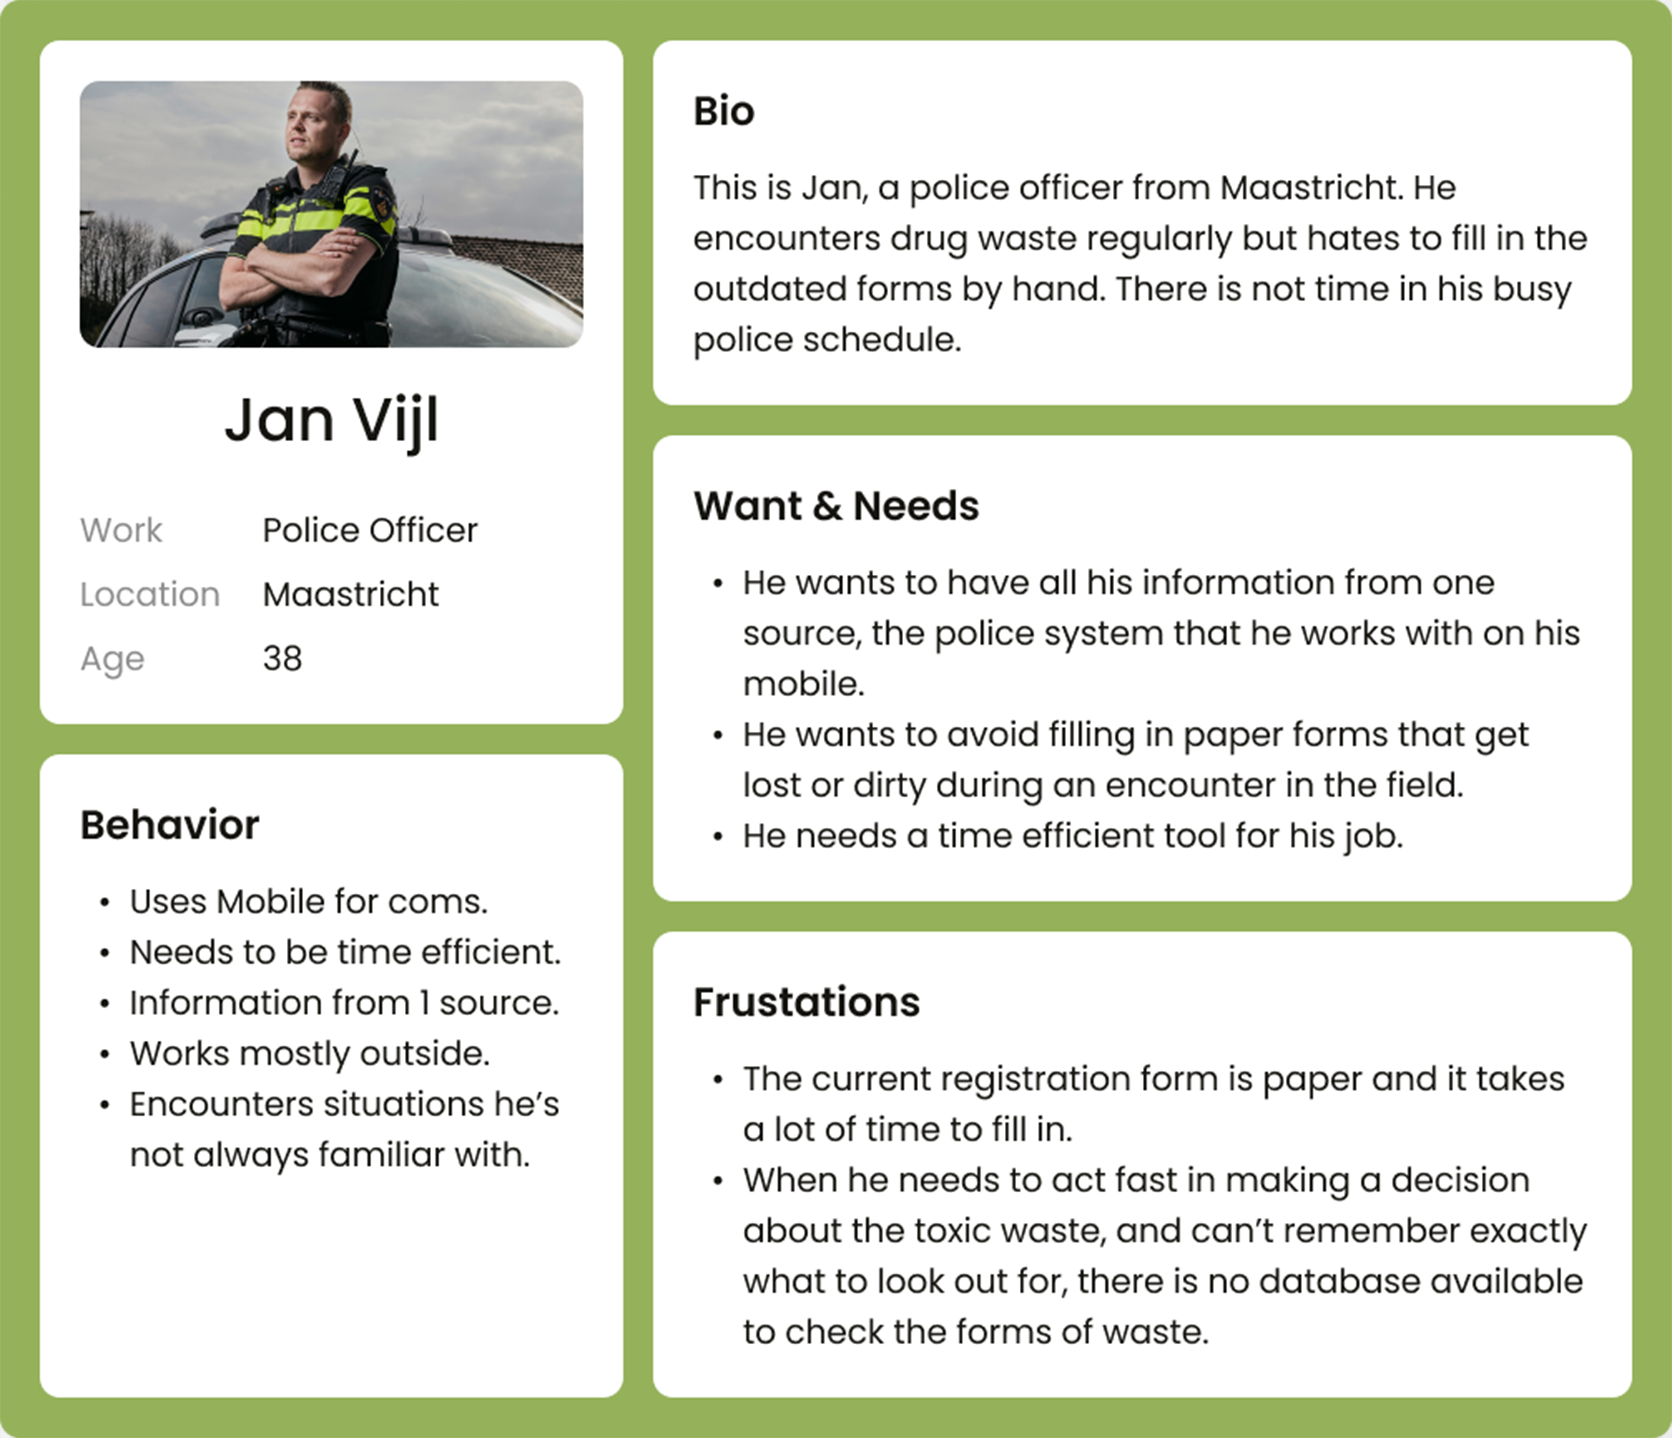 Jan Vijl
Work Police Officer
Location Maastricht
Age 38
Behavior
• Uses Mobile for coms.
• Needs to be time efficient.
• Information from 1 source.
• Works mostly outside.
• Encounters situations he’s
not always familiar with.
Bio
This is Jan, a police officer from Maastricht. He
encounters drug waste regularly but hates to fill in the
outdated forms by hand. There is not time in his busy
police schedule.
Want & Needs
• He wants to have all his information from one
source, the police system that he works with on his
mobile.
• He wants to avoid filling in paper forms that get
lost or dirty during an encounter in the field.
• He needs a time efficient tool for his job.
Frustations
• The current registration form is paper and it takes
a lot of time to fill in.
• When he needs to act fast in making a decision
about the toxic waste, and can’t remember exactly
what to look out for, there is no database available
to check the forms of waste.